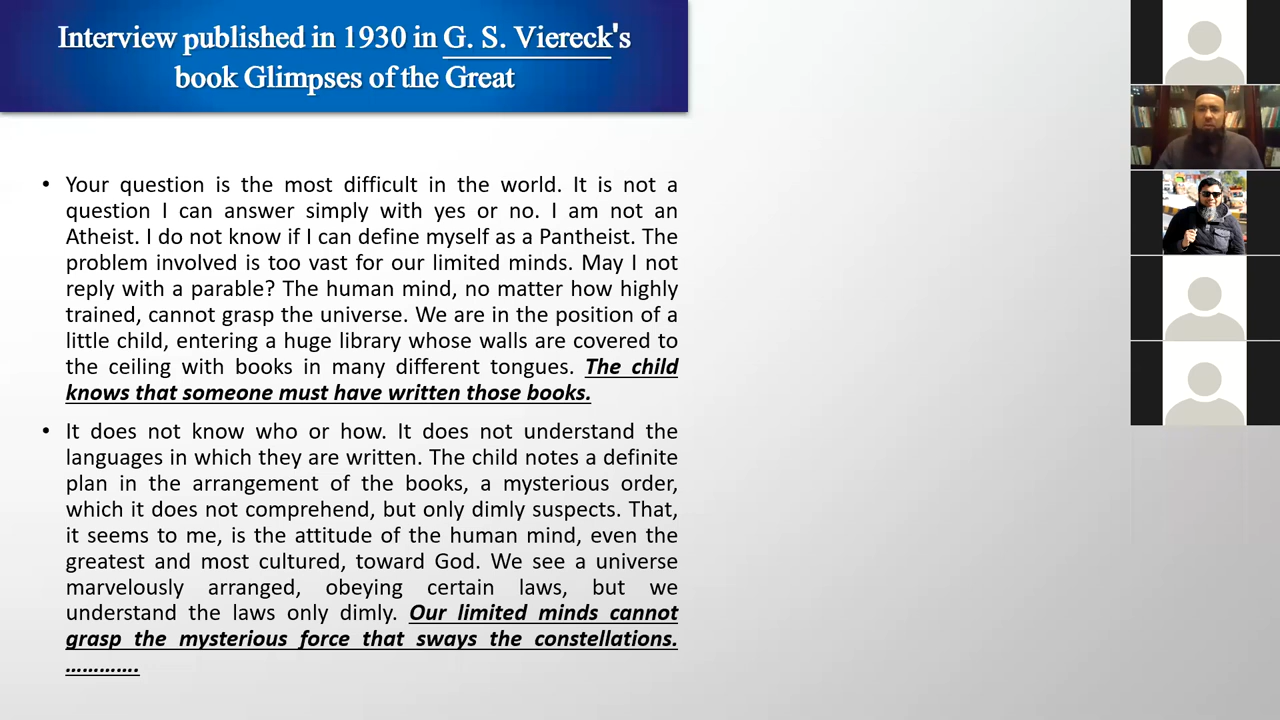 Interview published in 1930 in G. S. Viereck's
book Glimpses of the Great
• Your question is the most difficult in the world. It is not a
question I can answer simply with yes or no. I am not an
Atheist. I do not know if I can define myself as a Pantheist. The
problem involved is too vast for our limited minds. May I not
reply with a parable? The human mind, no matter how highly
trained, cannot grasp the universe. We are in the position of a
little child, entering a huge library whose walls are covered to
the ceiling with books in many different tongues. The child
knows that someone must have written those books.
• It does not know who or how. It does not understand the
languages in which they are written. The child notes a definite
plan in the arrangement of the books, a mysterious order,
which it does not comprehend, but only dimly suspects. That,
it seems to me, is the attitude of the human mind, even the
greatest and most cultured, toward God. We see a universe
marvelously arranged, obeying certain laws, but we
understand the laws only dimly. Our limited minds cannot
grasp the mysterious force that sways the constellations.
.............